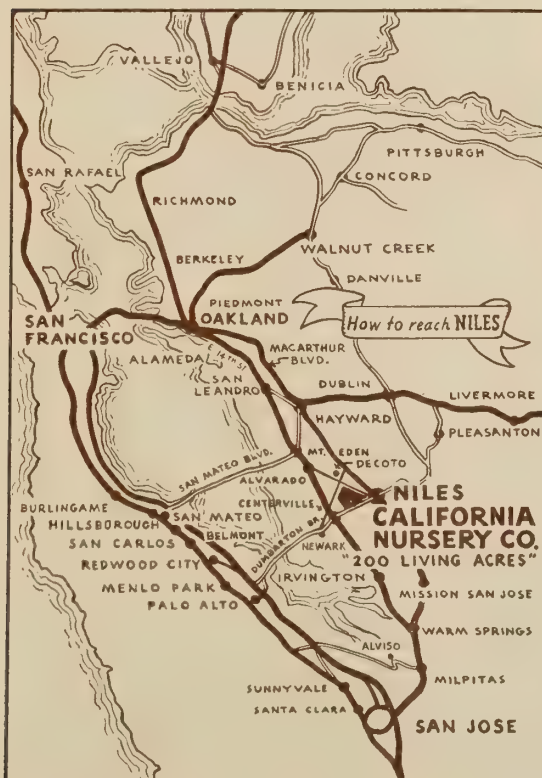 VALLEJO
BENICIA
PITTSBURGH
SAN RAFAEL
CONCORD
RICHMOND
WALNUT CREEK
BERKELEY
DANVILLE
PIEDMONT
OAKLAND
How to reach NILES
SAN
FRANCISCO
ALAMEDA
E 14TH ST
MACARTHUR
BLVD.
SAN
LEANDRO
DUBLIN
LIVERMORE
HAYWARD
PLEASANTON
MT. EDEN
DECOTO
SAN MATEO BLVD.
ALVARADO
NILES
CALIFORNIA
NURSERY CO.
"200 LIVING ACRES"
CENTERVILLE
BURLINGAME
HILLSBOROUGH
SAN MATEO
BELMONT
DUMBARTON BR.
NEWARK
SAN CARLOS
REDWOOD CITY
IRVINGTON
MENLO PARK
MISSION SAN JOSE
PALO ALTO
WARM SPRINGS
ALVISO
MILPITAS
SUNNYVALE
SANTA CLARA
SAN JOSE